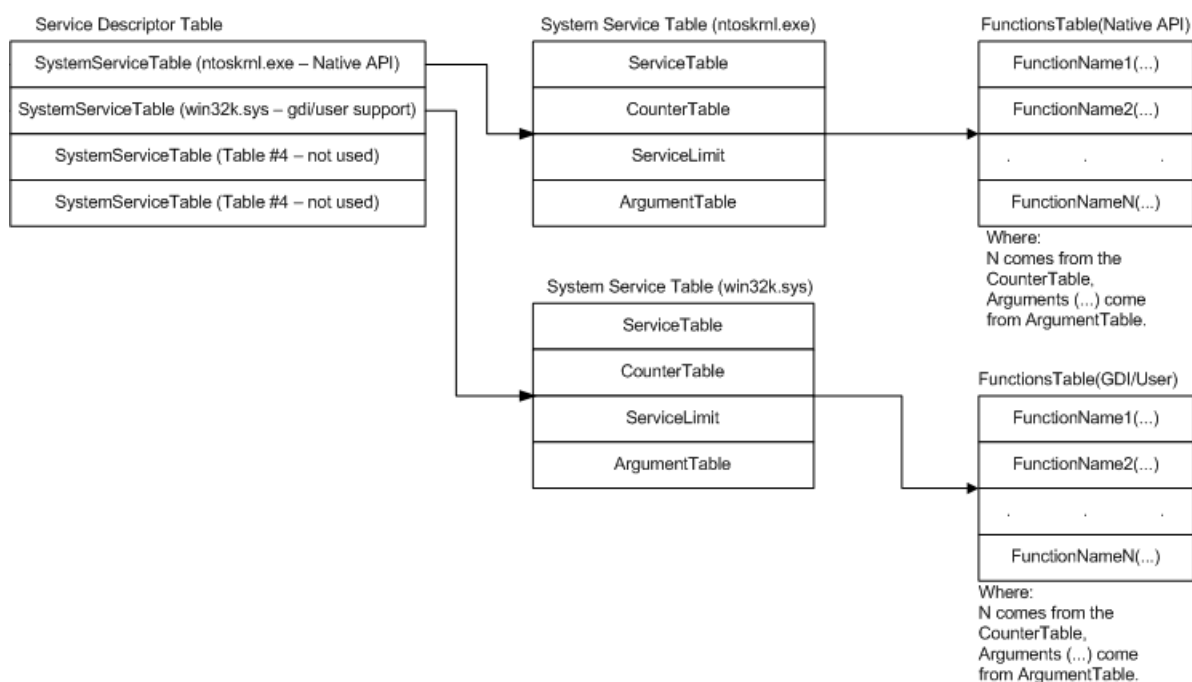 Service Descriptor Table
SystemServiceTable (ntoskrnl.exe – Native API)
SystemServiceTable (win32k.sys – gdi/user support)
SystemServiceTable (Table #4 – not used)
SystemServiceTable (Table #4 – not used)
System Service Table (ntoskrnl.exe)
ServiceTable
CounterTable
ServiceLimit
ArgumentTable
FunctionsTable(Native API)
FunctionName1(...)
FunctionName2(...)
. . .
FunctionNameN(...)
Where:
N comes from the
CounterTable,
Arguments (...) come
from ArgumentTable.
System Service Table (win32k.sys)
ServiceTable
CounterTable
ServiceLimit
ArgumentTable
FunctionsTable(GDI/User)
FunctionName1(...)
FunctionName2(...)
. . .
FunctionNameN(...)
Where:
N comes from the
CounterTable,
Arguments (...) come
from ArgumentTable.